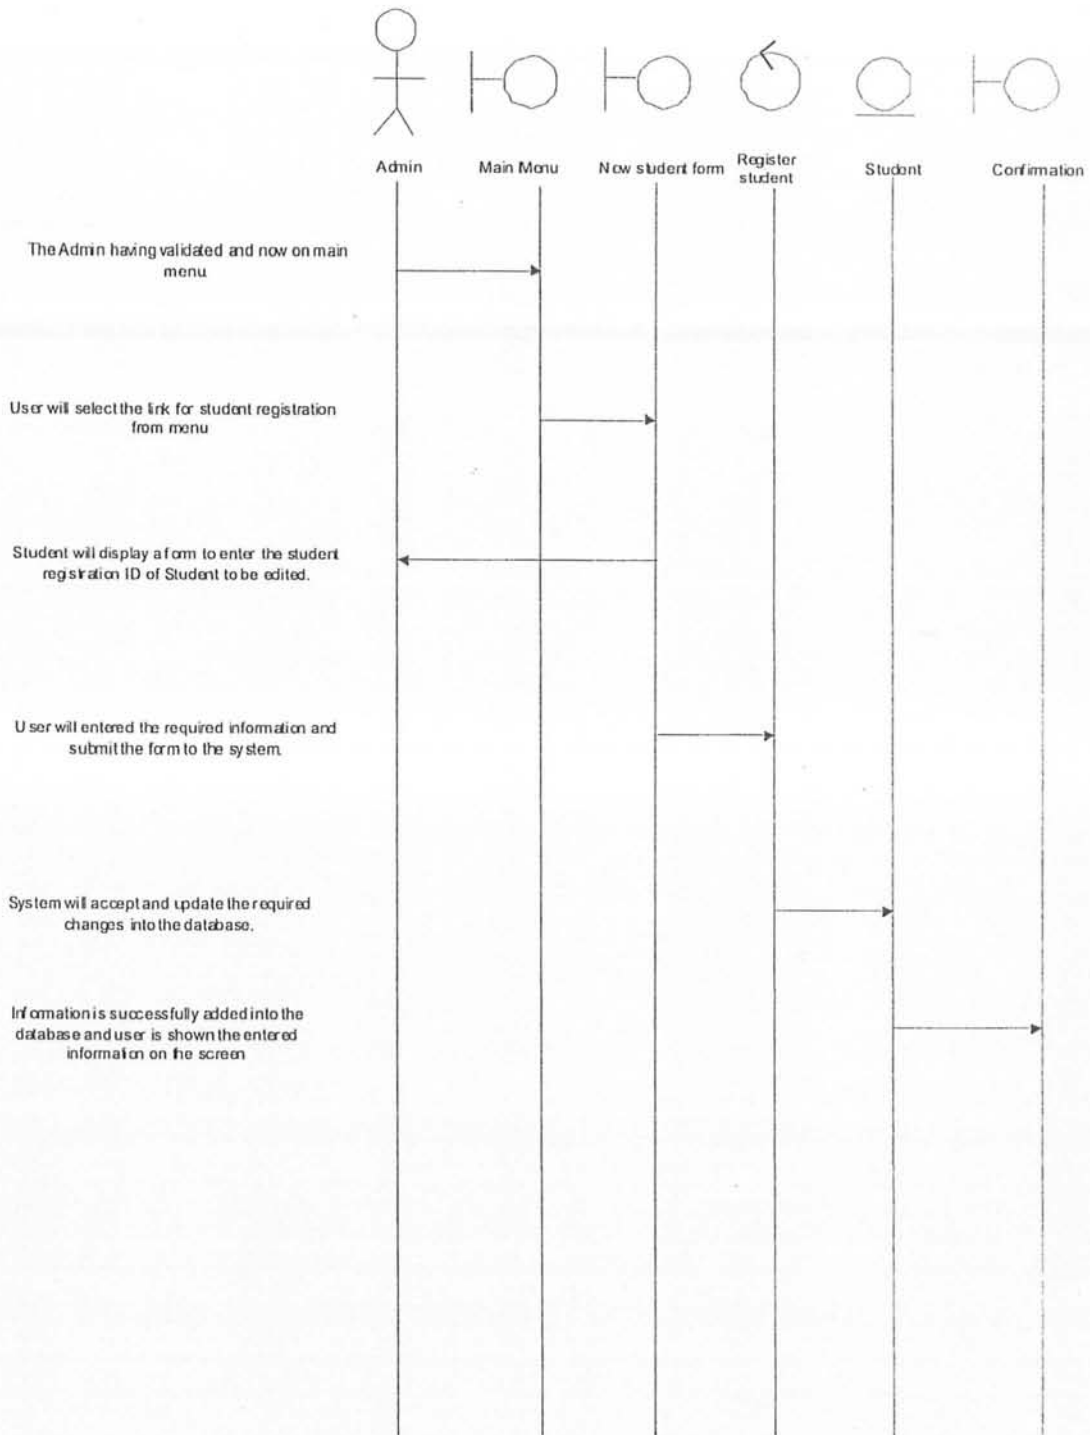 Admin
Main Menu
New student form
Register
student
Student
Confirmation
The Admin having validated and now on main
menu
User will select the link for student registration
from menu
Student will display a form to enter the student
registration ID of Student to be edited.
User will entered the required information and
submit the form to the system.
System will accept and update the required
changes into the database.
Information is successfully added into the
database and user is shown the entered
information on the screen